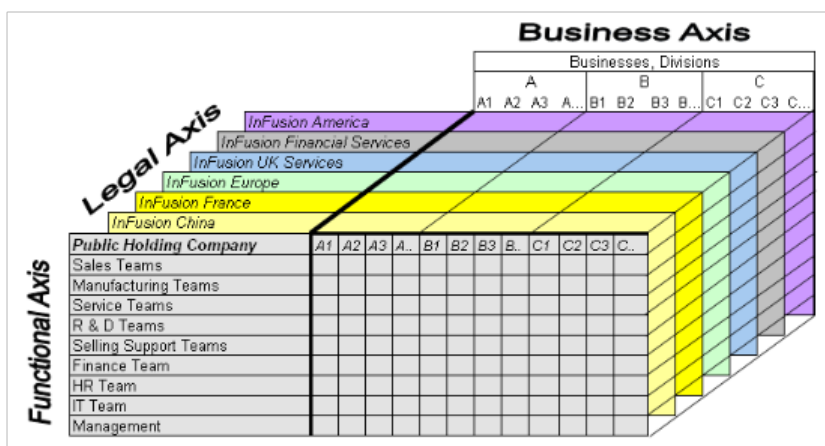 Business Axis
Businesses, Divisions
A B C
A1 A2 A3 A... B1 B2 B3 B... C1 C2 C3 C...
Legal Axis
InFusion America
InFusion Financial Services
InFusion UK Services
InFusion Europe
InFusion France
InFusion China
Functional Axis
Public Holding Company A1 A2 A3 A.. B1 B2 B3 B.. C1 C2 C3 C..
Sales Teams
Manufacturing Teams
Service Teams
R & D Teams
Selling Support Teams
Finance Team
HR Team
IT Team
Management